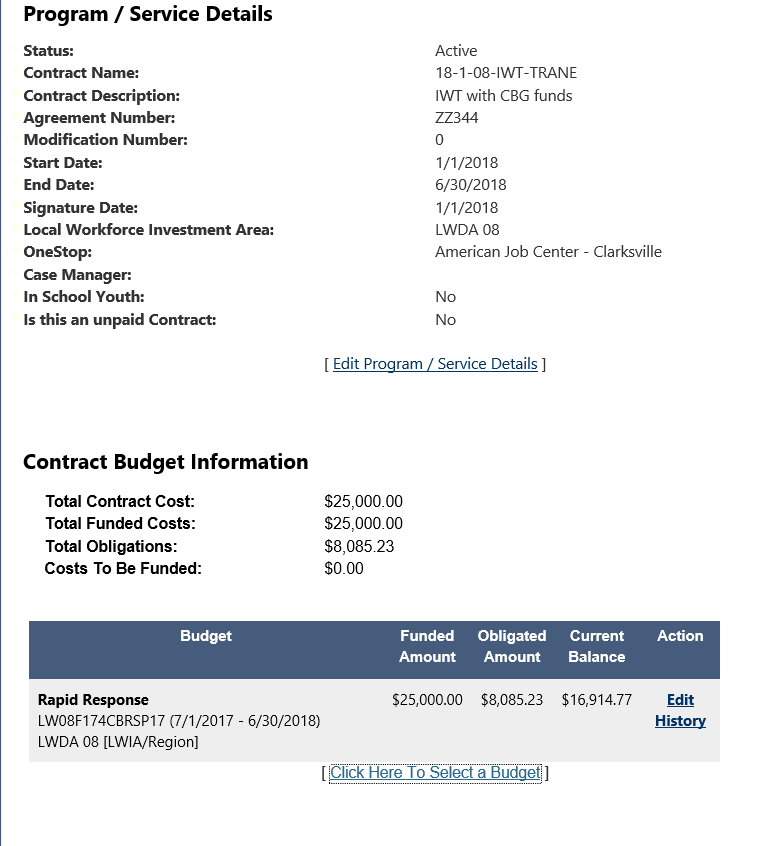 Program / Service Details
Status: Active
Contract Name: 18-1-08-IWT-TRANE
Contract Description: IWT with CBG funds
Agreement Number: ZZ344
Modification Number: 0
Start Date: 1/1/2018
End Date: 6/30/2018
Signature Date: 1/1/2018
Local Workforce Investment Area: LWDA 08
OneStop: American Job Center - Clarksville
Case Manager:
In School Youth: No
Is this an unpaid Contract: No
[ Edit Program / Service Details ]
Contract Budget Information
Total Contract Cost: $25,000.00
Total Funded Costs: $25,000.00
Total Obligations: $8,085.23
Costs To Be Funded: $0.00
Budget Funded Obligated Current Action
Amount Amount Balance
Rapid Response $25,000.00 $8,085.23 $16,914.77 Edit
LW08F174CBRSP17 (7/1/2017 - 6/30/2018) History
LWDA 08 [LWIA/Region]
[ Click Here To Select a Budget ]